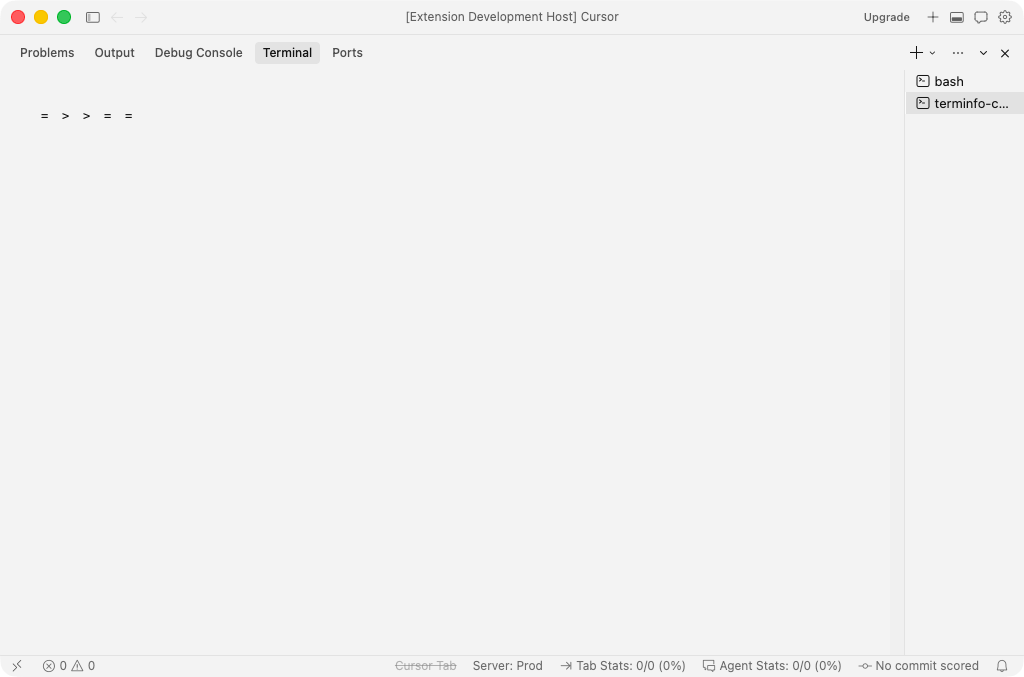 [Extension Development Host] Cursor
Upgrade
Problems Output Debug Console Terminal Ports
bash
terminfo-c...
= > > = =
0 0
Cursor Tab Server: Prod Tab Stats: 0/0 (0%) Agent Stats: 0/0 (0%) No commit scored